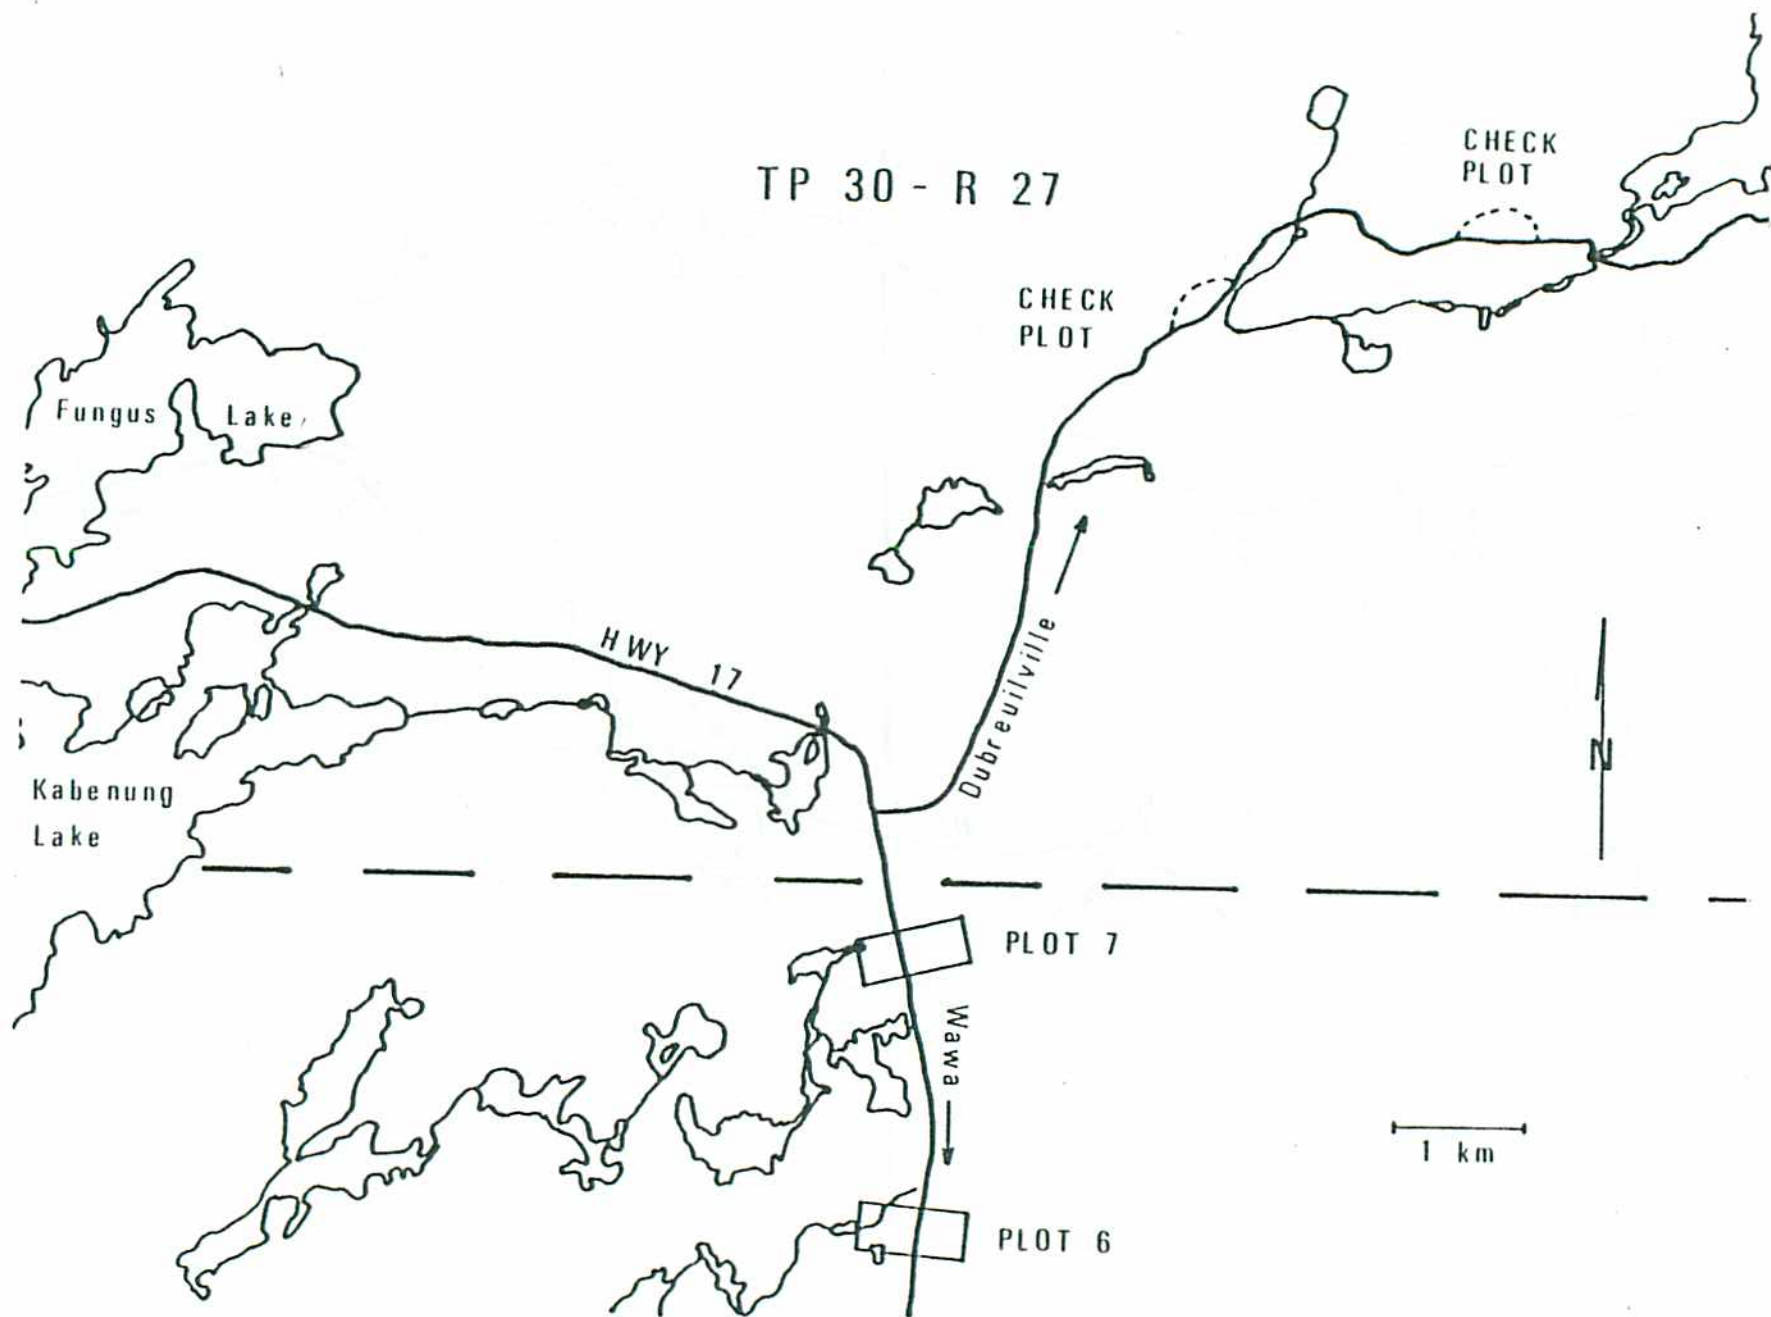 TP 30 - R 27
CHECK
PLOT
CHECK
PLOT
Fungus Lake
HWY 17
Dubreuilville
N
Kabenung
Lake
PLOT 7
Wawa
1 km
PLOT 6